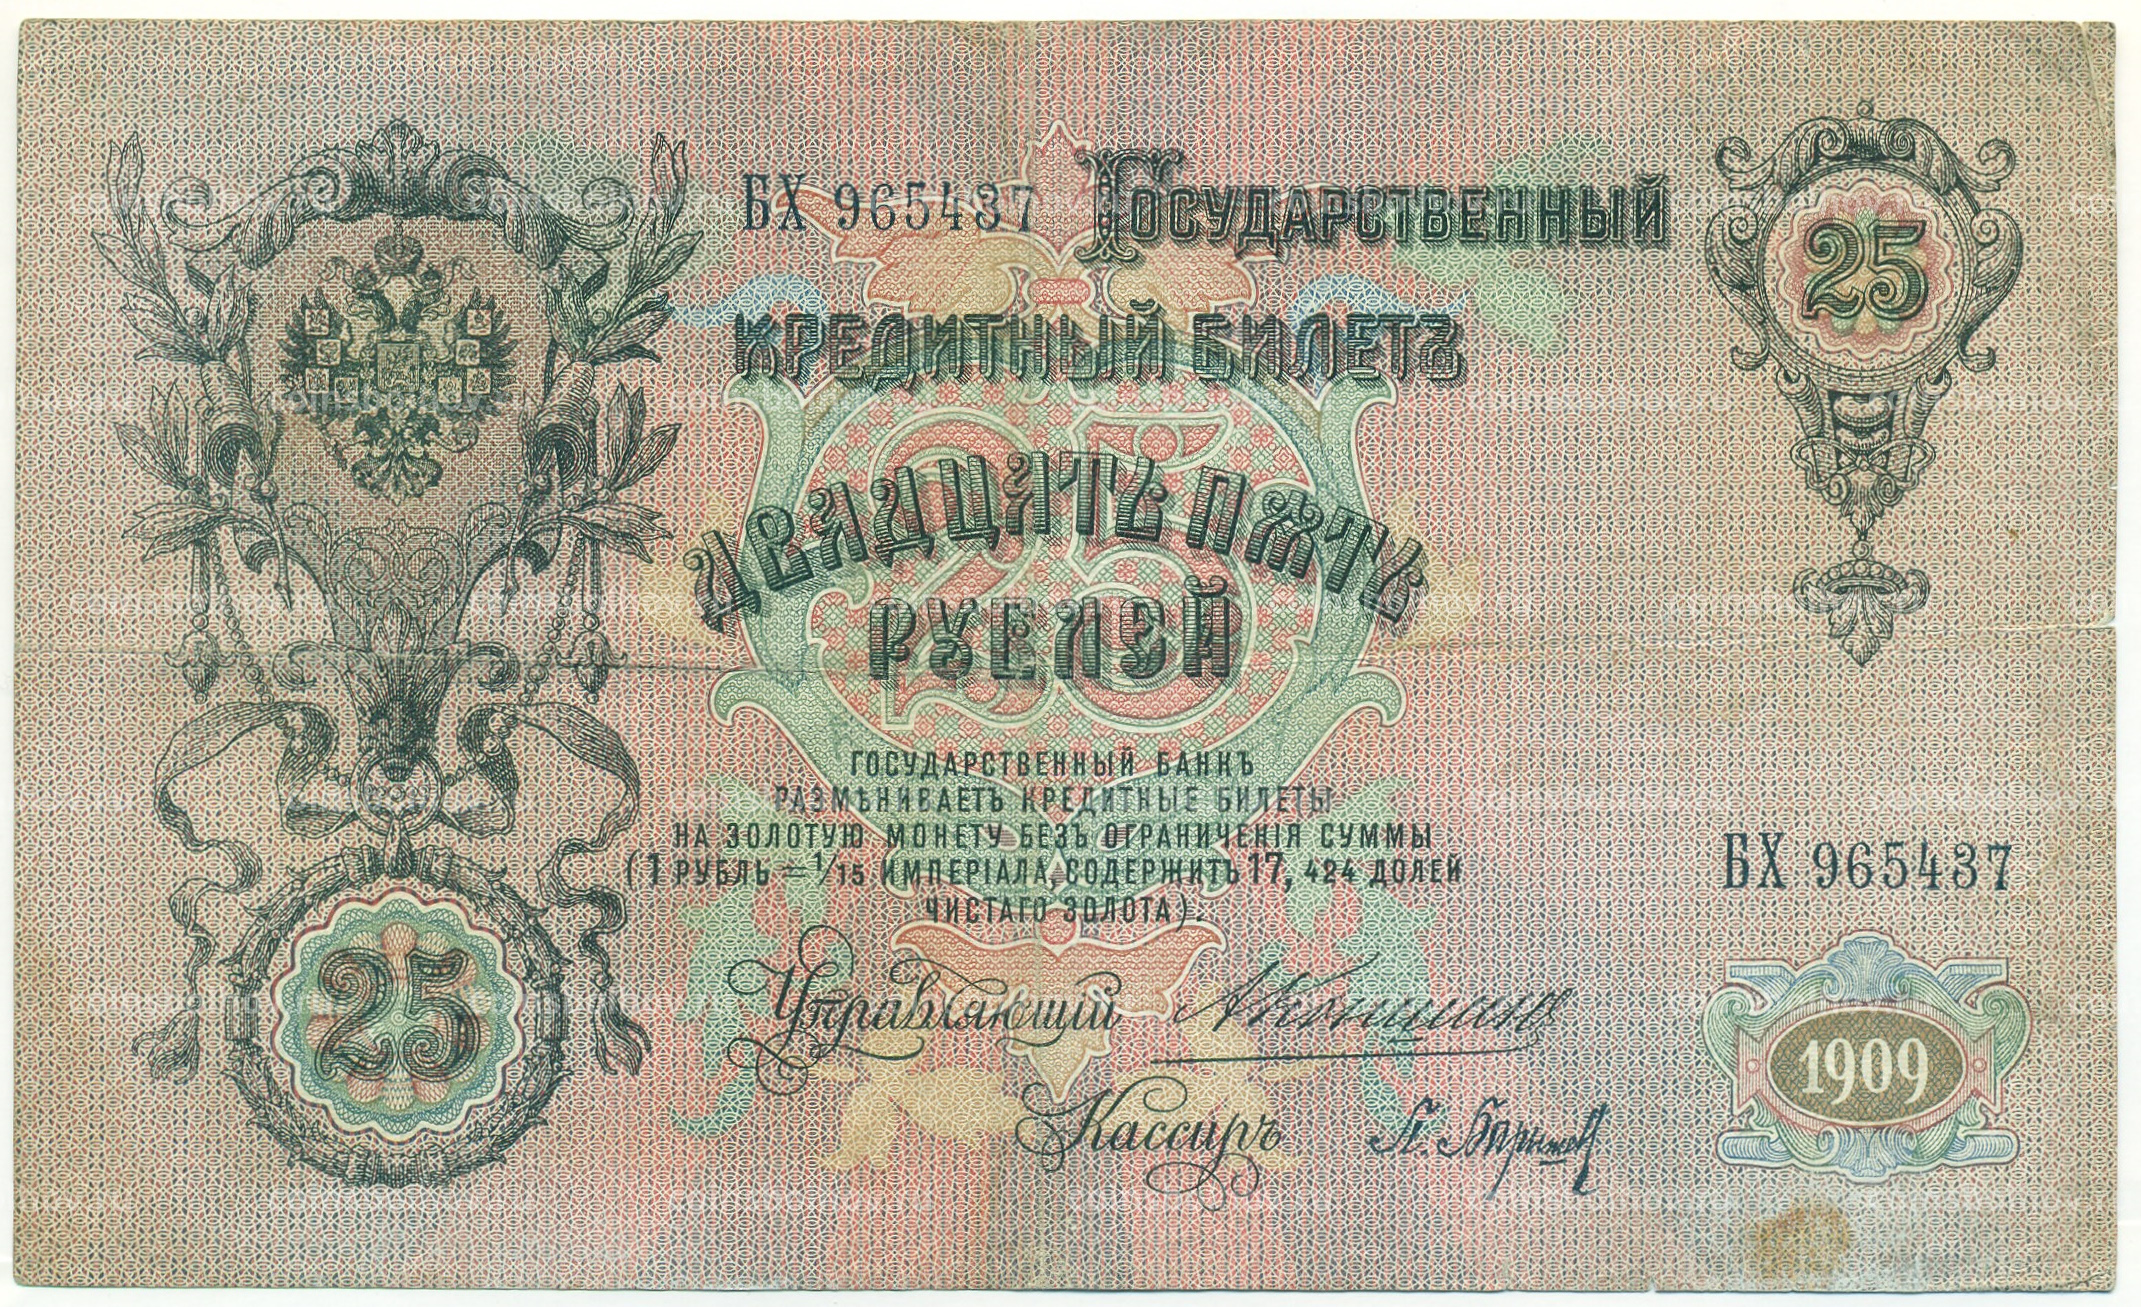 БХ 965437 ГОСУДАРСТВЕННЫЙ
25
КРЕДИТНЫЙ БИЛЕТЪ
25
ДВАДЦАТЬ ПЯТЬ
РУБЛЕЙ
ГОСУДАРСТВЕННЫЙ БАНКЪ
РАЗМѢНИВАЕТЪ КРЕДИТНЫЕ БИЛЕТЫ
НА ЗОЛОТУЮ МОНЕТУ БЕЗЪ ОГРАНИЧЕНІЯ СУММЫ
(1 РУБЛЬ = 1/15 ИМПЕРІАЛА, СОДЕРЖИТЪ 17, 424 ДОЛЕЙ
ЧИСТАГО ЗОЛОТА).
БХ 965437
25
Управляющій АКоншинъ
Кассиръ
1909